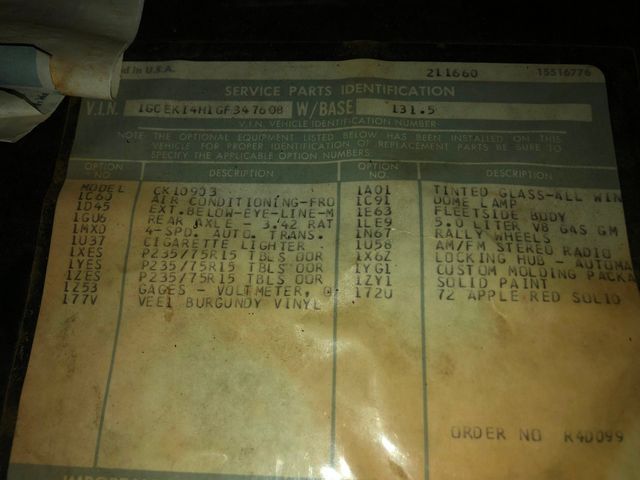 d in U.S.A. 211660 15516776
SERVICE PARTS IDENTIFICATION
V.I.N. 1GCEK14H1GF347608 W/BASE 131.5
V.I.N. VEHICLE IDENTIFICATION NUMBER
NOTE: THE OPTIONAL EQUIPMENT LISTED BELOW HAS BEEN INSTALLED ON THIS
VEHICLE. FOR PROPER IDENTIFICATION OF REPLACEMENT PARTS BE SURE TO
SPECIFY THE APPLICABLE OPTION NUMBERS.
OPTION NO. DESCRIPTION OPTION NO. DESCRIPTION
MODEL CK10903 1A01 TINTED GLASS-ALL WIN
1C60 AIR CONDITIONING-FRO 1C91 DOME LAMP
1D45 EXT.BELOW-EYE-LINE-M 1E63 FLEETSIDE BODY
1GU6 REAR AXLE - 3.42 RAT 1LE9 5.0 LITER V8 GAS GM
1MX0 4-SPD. AUTO. TRANS. 1N67 RALLY WHEELS
1U37 CIGARETTE LIGHTER 1U58 AM/FM STEREO RADIO
1XES P235/75R15 TBLS OOR 1X6Z LOCKING HUB - AUTOMA
1YES P235/75R15 TBLS OOR 1YG1 CUSTOM MOLDING PACKA
1ZES P235/75R15 TBLS OOR 1ZY1 SOLID PAINT
1Z53 GAGES - VOLTMETER, O 172U 72 APPLE RED SOLID
177V VEE1 BURGUNDY VINYL
ORDER NO R4D099